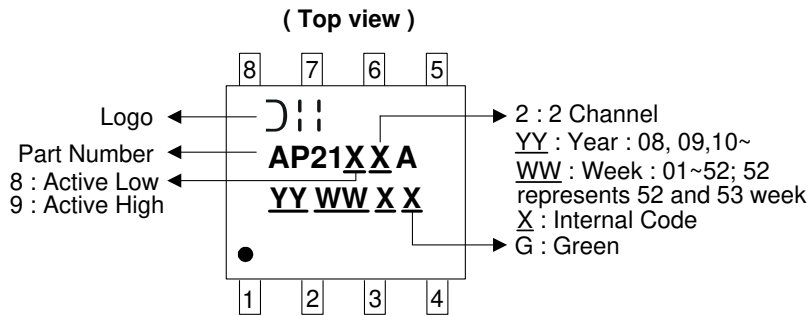 ( Top view )
8 7 6 5
Logo
Part Number
8 : Active Low
9 : Active High
AP21XXA
YY WW X X
2 : 2 Channel
YY : Year : 08, 09,10~
WW : Week : 01~52; 52
represents 52 and 53 week
X : Internal Code
G : Green
1 2 3 4